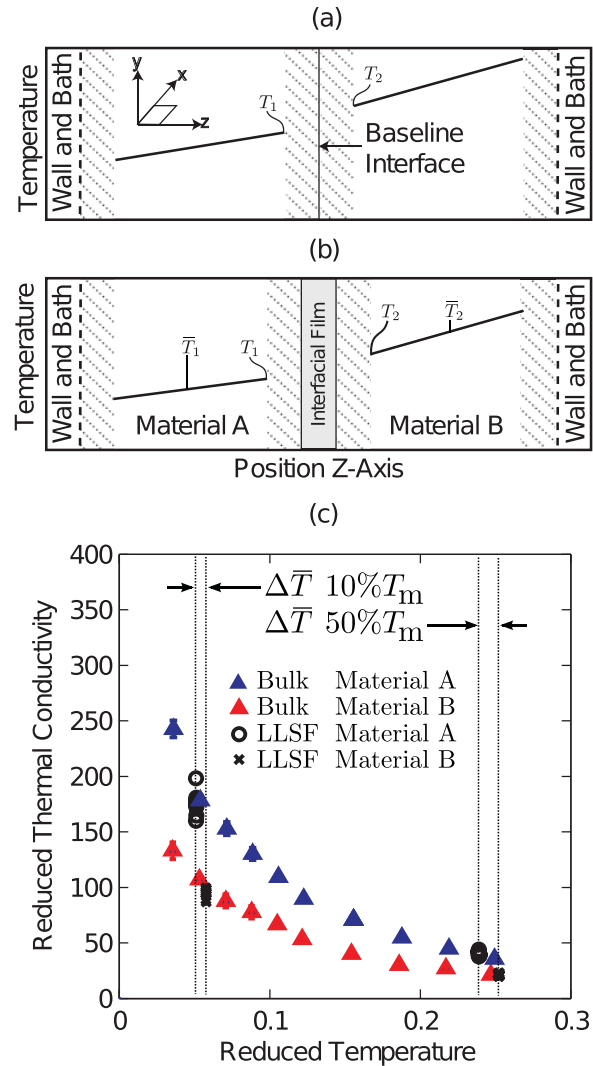 (a)
Temperature
Wall and Bath
y
x
z
T1
T2
Baseline
Interface
Wall and Bath
(b)
Temperature
Wall and Bath
T̅1
T1
Material A
Interfacial Film
T2
T̅2
Material B
Wall and Bath
Position Z-Axis
(c)
Reduced Thermal Conductivity
400
350
300
250
200
150
100
50
0
ΔT̅ 10%Tm
ΔT̅ 50%Tm
Bulk Material A
Bulk Material B
LLSF Material A
LLSF Material B
0 0.1 0.2 0.3
Reduced Temperature